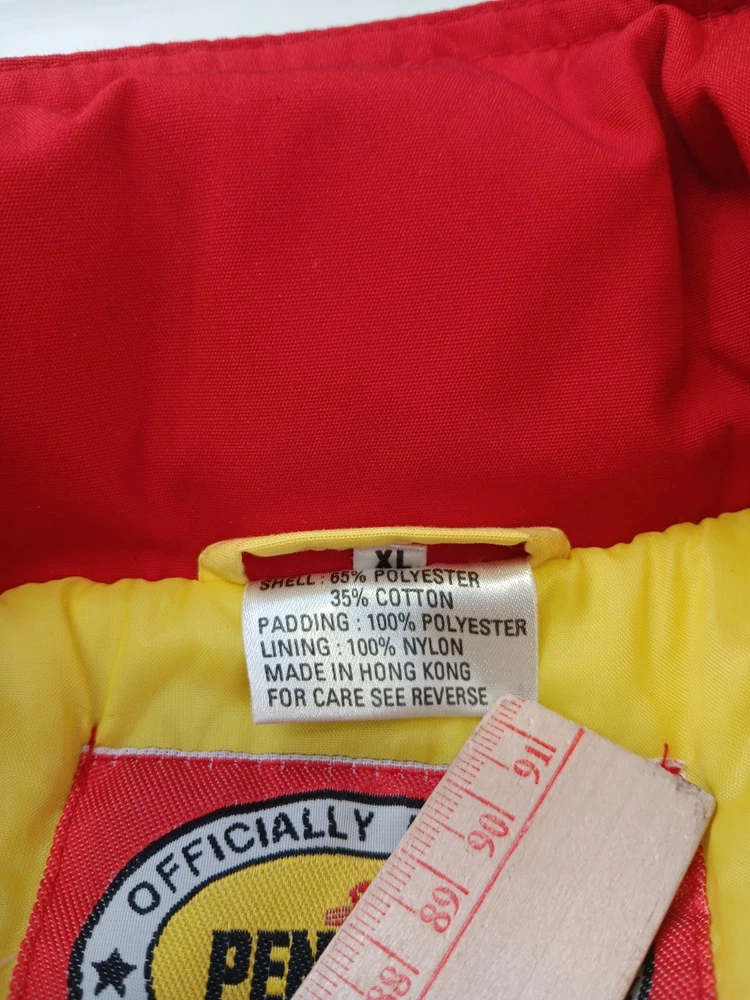 XL
SHELL : 65% POLYESTER
35% COTTON
PADDING : 100% POLYESTER
LINING : 100% NYLON
MADE IN HONG KONG
FOR CARE SEE REVERSE
OFFICIALLY
PEN
91
90
89
88